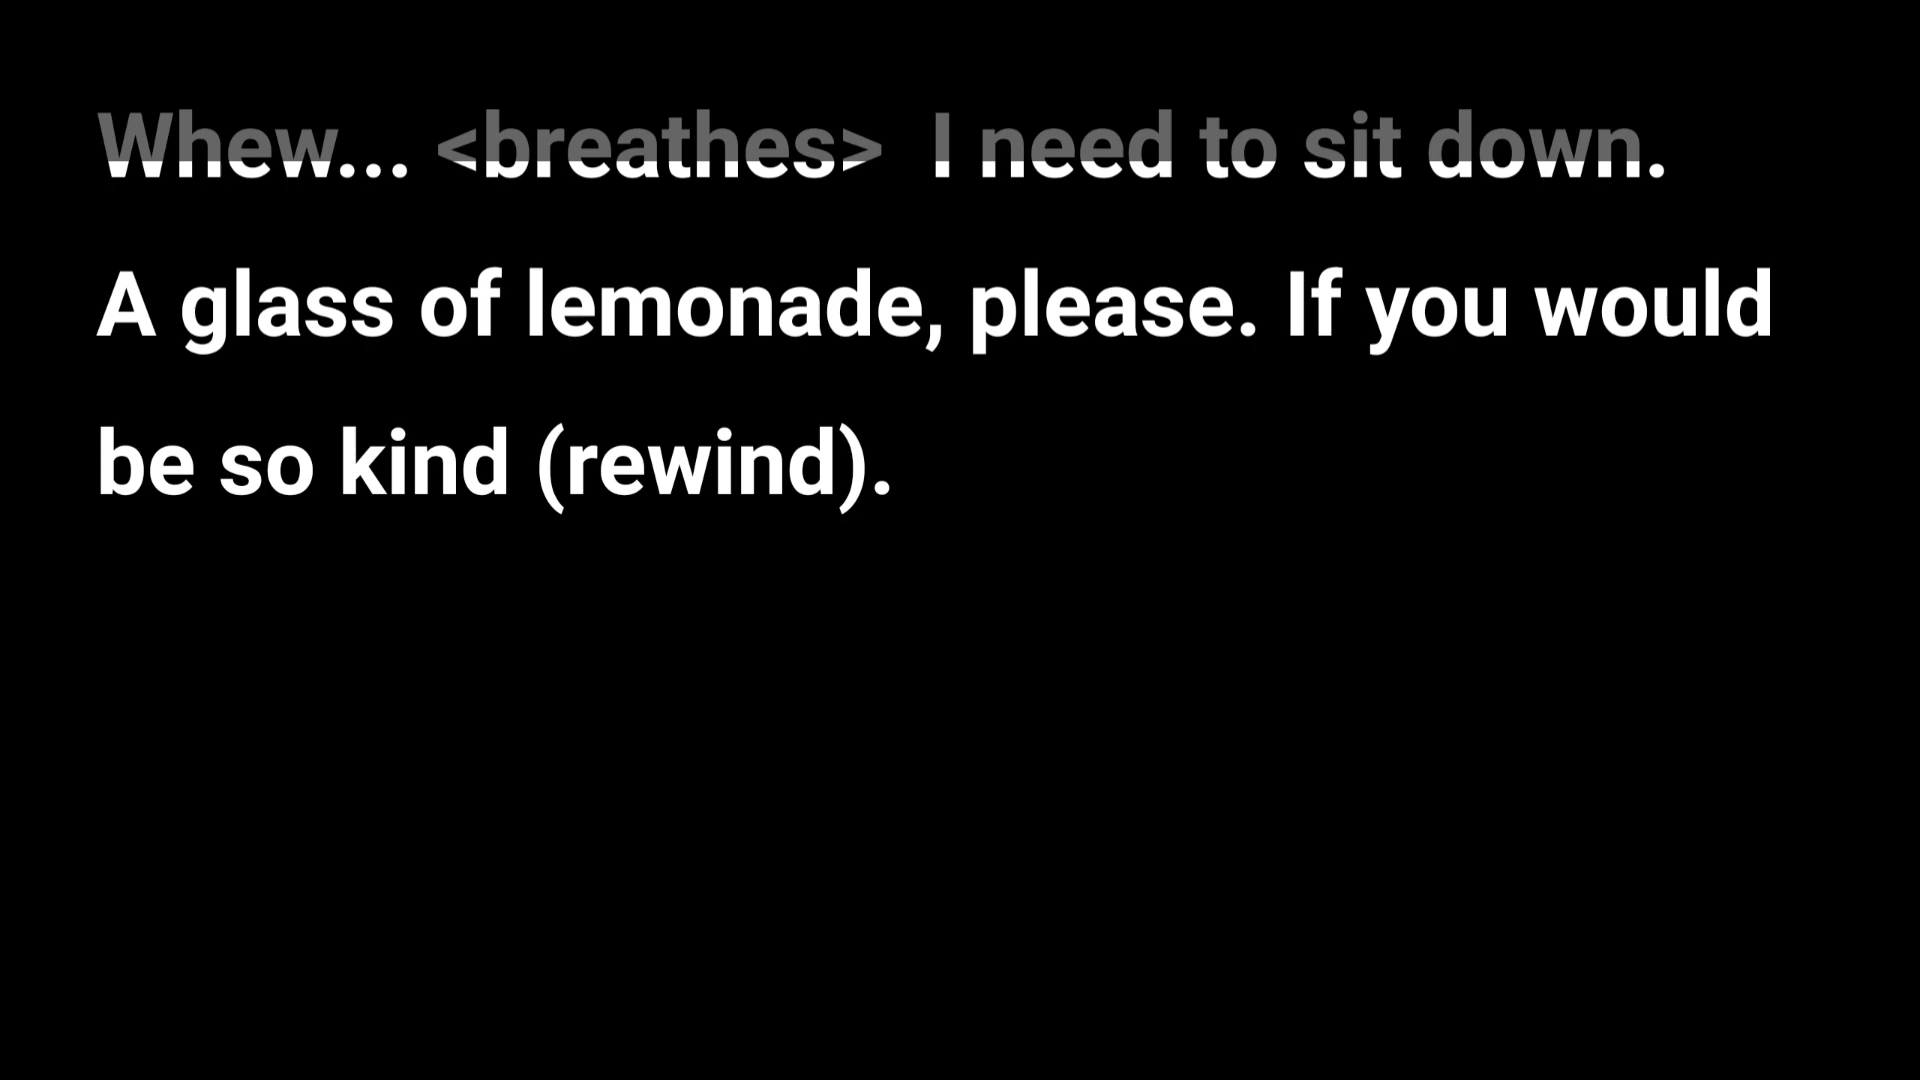 Whew... <breathes>  I need to sit down.
A glass of lemonade, please. If you would
be so kind (rewind).